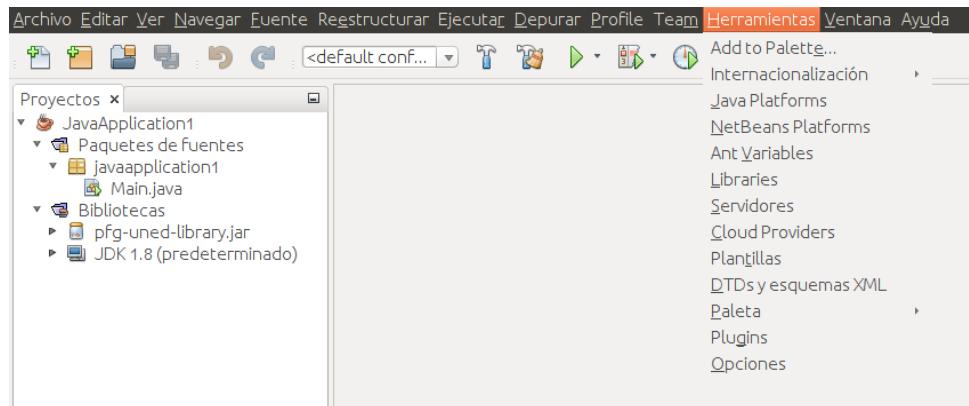 Archivo Editar Ver Navegar Fuente Reestructurar Ejecutar Depurar Profile Team Herramientas Ventana Ayuda
<default conf...
Proyectos
JavaApplication1
Paquetes de fuentes
javaapplication1
Main.java
Bibliotecas
pfg-uned-library.jar
JDK 1.8 (predeterminado)
Add to Palette...
Internacionalización
Java Platforms
NetBeans Platforms
Ant Variables
Libraries
Servidores
Cloud Providers
Plantillas
DTDs y esquemas XML
Paleta
Plugins
Opciones